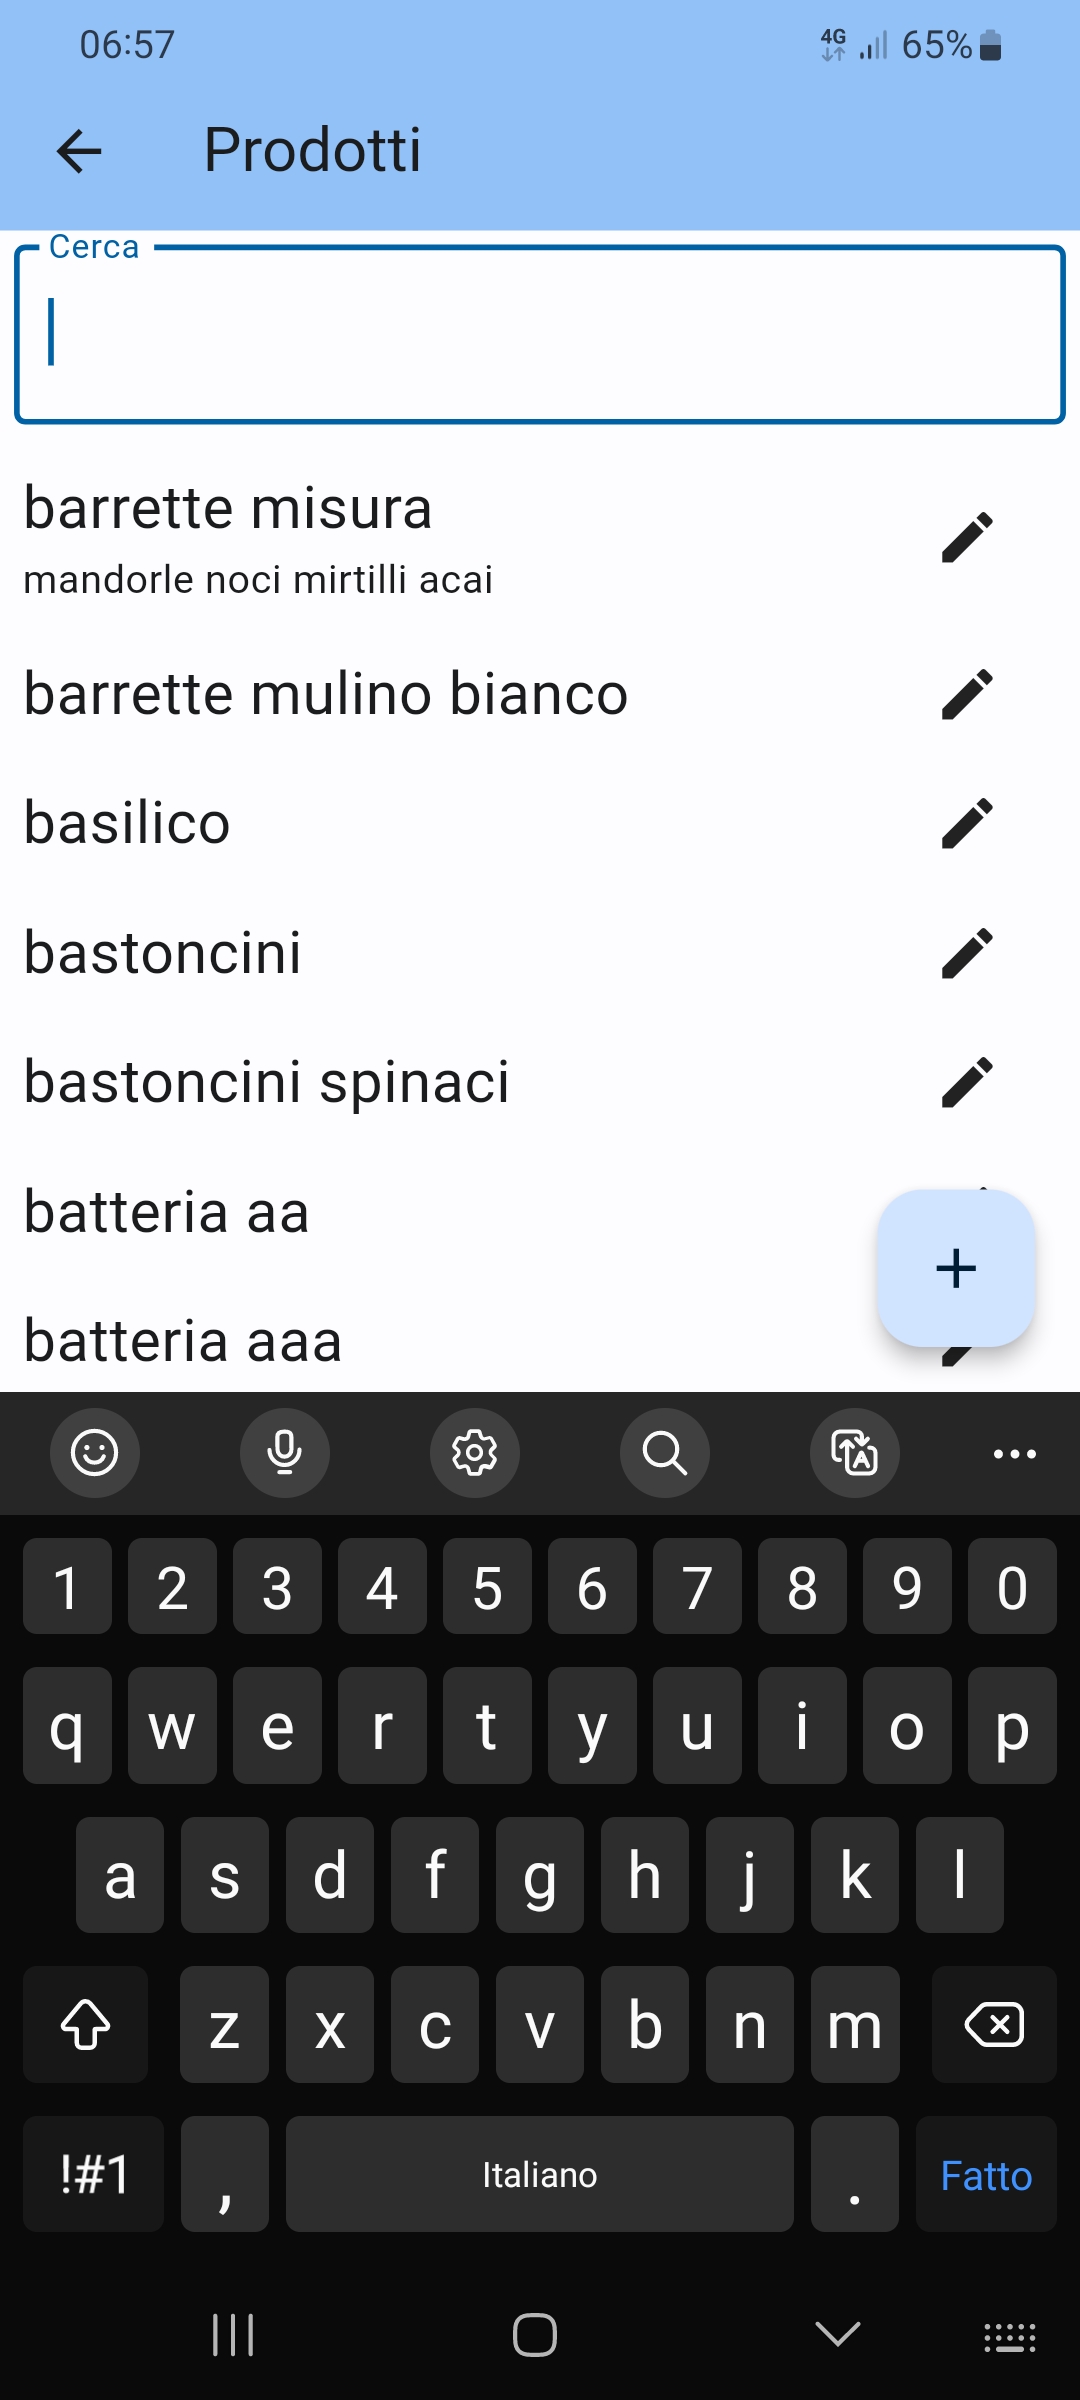 06:57
4G 65%
Prodotti
Cerca
barrette misura
mandorle noci mirtilli acai
barrette mulino bianco
basilico
bastoncini
bastoncini spinaci
batteria aa
+
batteria aaa
1 2 3 4 5 6 7 8 9 0
q w e r t y u i o p
a s d f g h j k l
z x c v b n m
!#1 , Italiano . Fatto